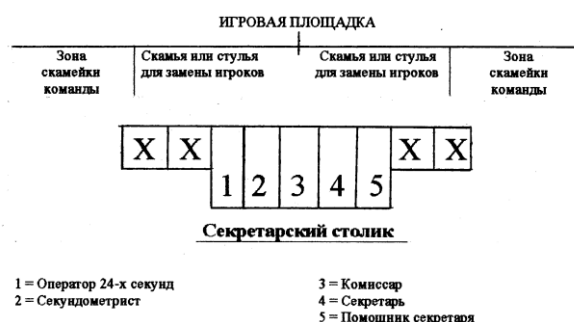 ИГРОВАЯ ПЛОЩАДКА
Зона скамейки команды
Скамья или стулья для замены игроков
Скамья или стулья для замены игроков
Зона скамейки команды
X X 1 2 3 4 5 X X
Секретарский столик
1 = Оператор 24-х секунд
2 = Секундометрист
3 = Комиссар
4 = Секретарь
5 = Помощник секретаря